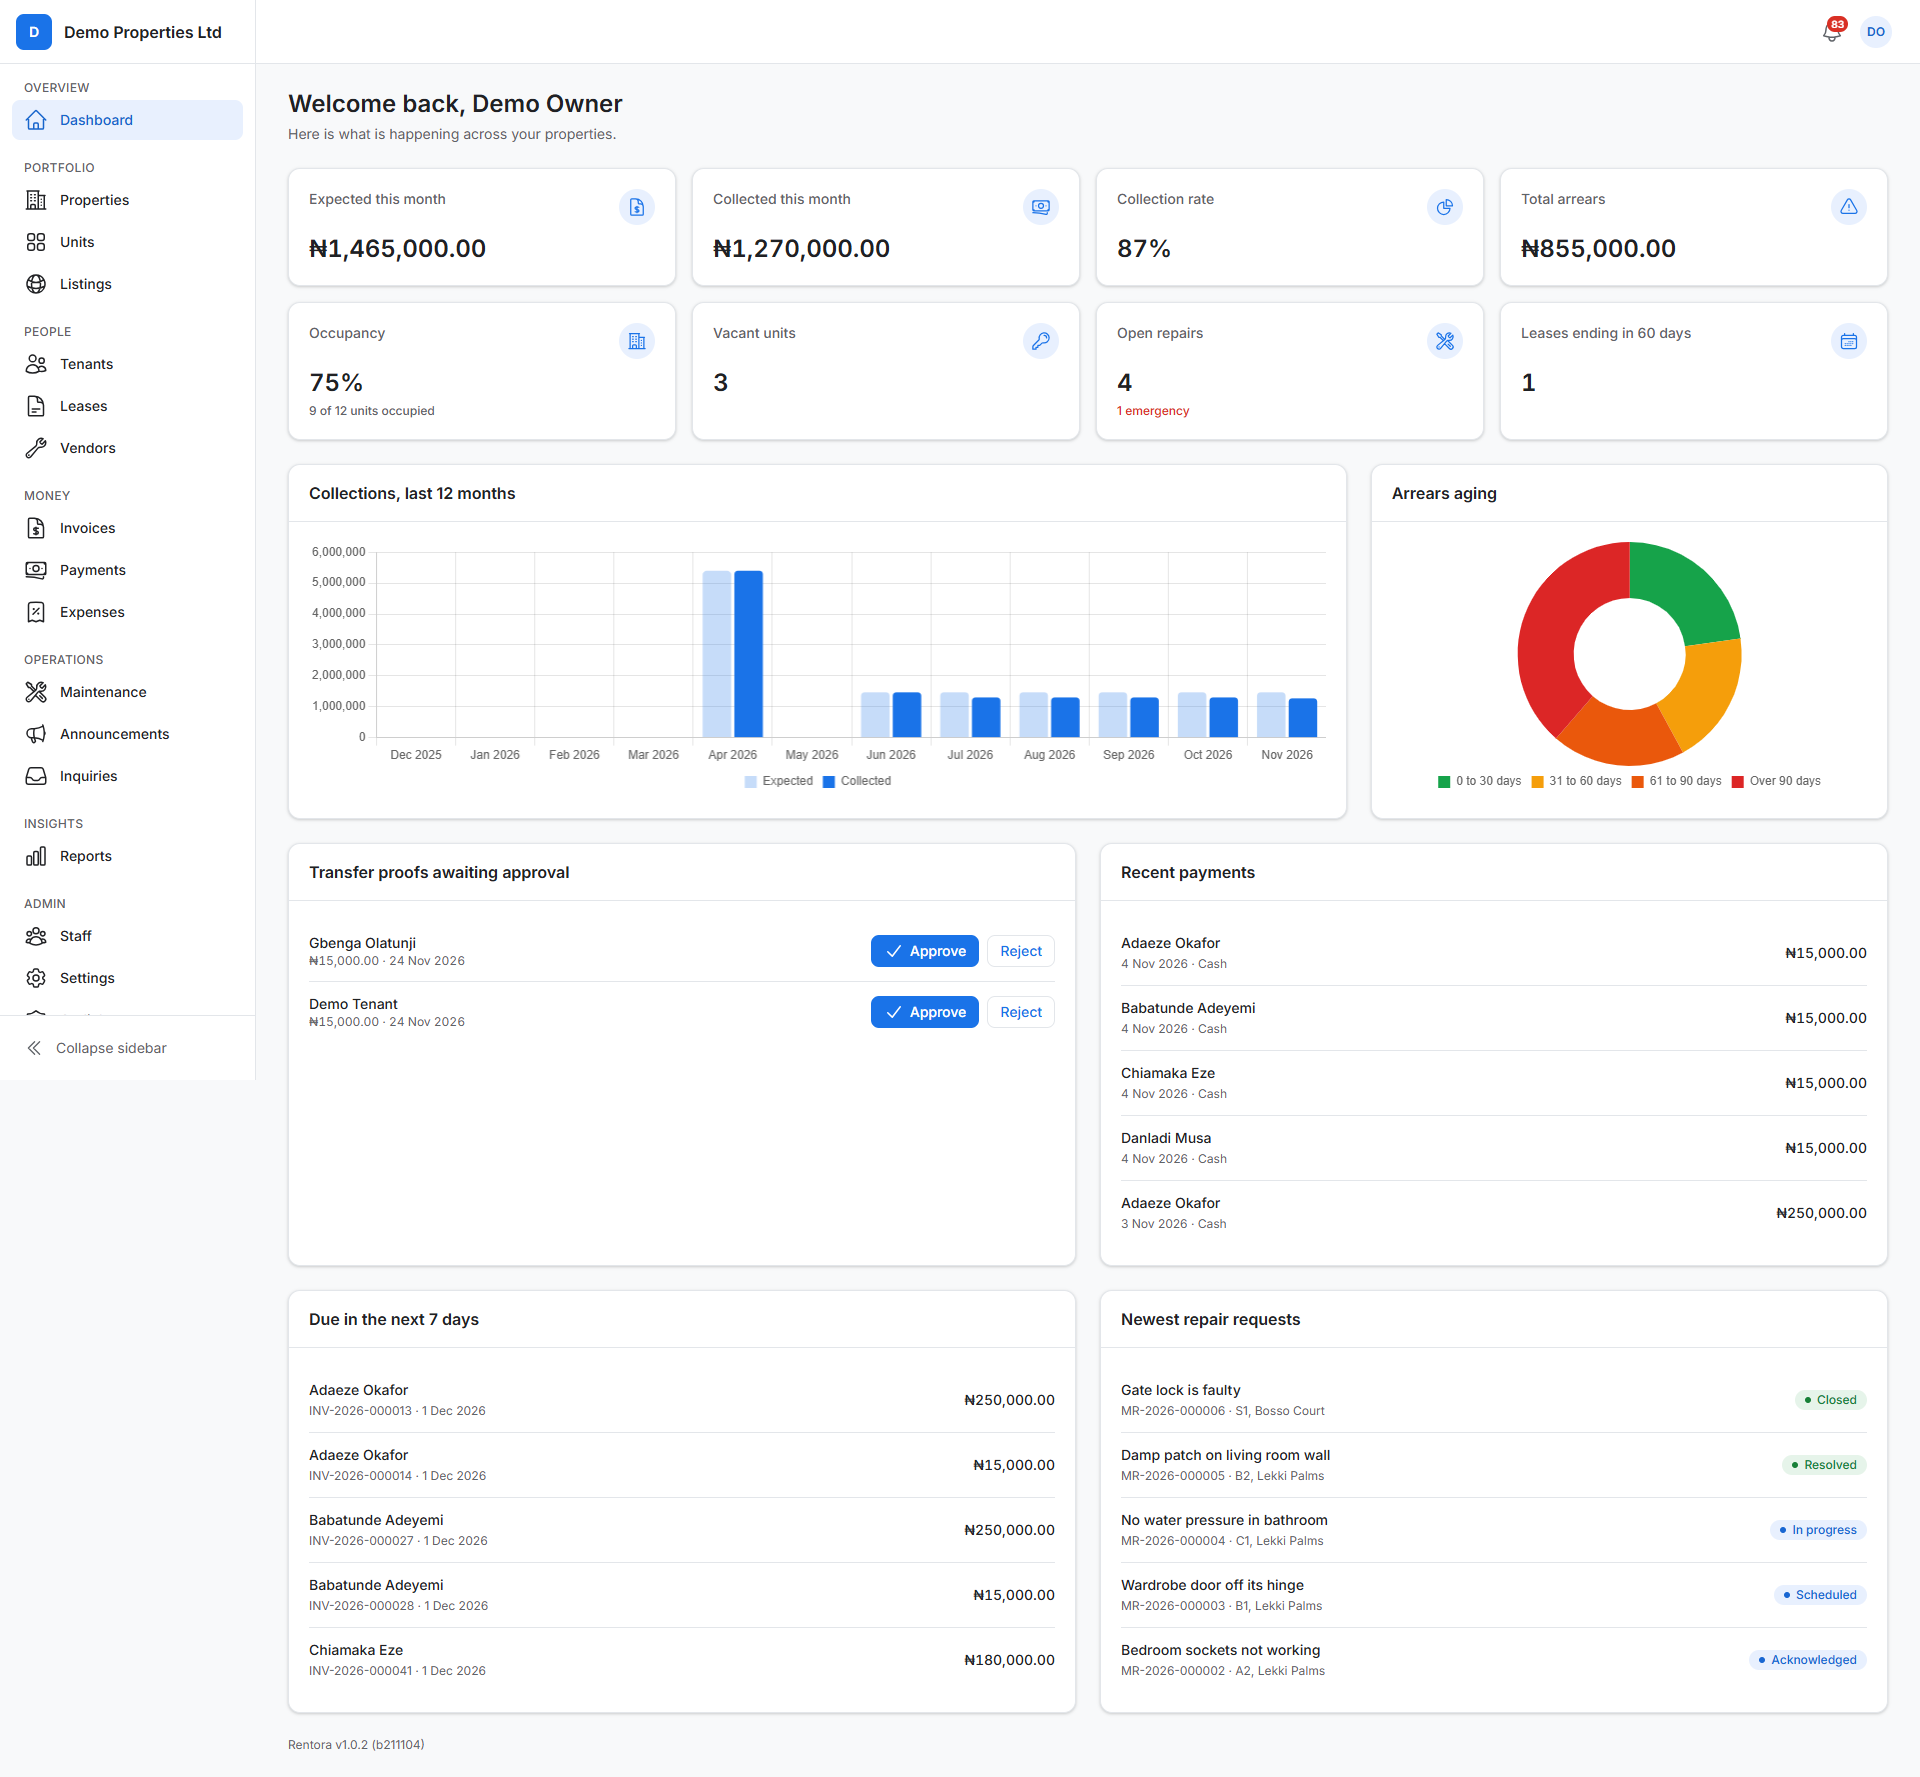 D
Demo Properties Ltd
83
DO
OVERVIEW
Dashboard
PORTFOLIO
Properties
Units
Listings
PEOPLE
Tenants
Leases
Vendors
MONEY
Invoices
Payments
Expenses
OPERATIONS
Maintenance
Announcements
Inquiries
INSIGHTS
Reports
ADMIN
Staff
Settings
Collapse sidebar
Welcome back, Demo Owner
Here is what is happening across your properties.
Expected this month
₦1,465,000.00
Collected this month
₦1,270,000.00
Collection rate
87%
Total arrears
₦855,000.00
Occupancy
75%
9 of 12 units occupied
Vacant units
3
Open repairs
4
1 emergency
Leases ending in 60 days
1
Collections, last 12 months
6,000,000
5,000,000
4,000,000
3,000,000
2,000,000
1,000,000
0
Dec 2025 Jan 2026 Feb 2026 Mar 2026 Apr 2026 May 2026 Jun 2026 Jul 2026 Aug 2026 Sep 2026 Oct 2026 Nov 2026
Expected Collected
Arrears aging
0 to 30 days 31 to 60 days 61 to 90 days Over 90 days
Transfer proofs awaiting approval
Gbenga Olatunji
₦15,000.00 · 24 Nov 2026
Approve Reject
Demo Tenant
₦15,000.00 · 24 Nov 2026
Approve Reject
Recent payments
Adaeze Okafor
4 Nov 2026 · Cash
₦15,000.00
Babatunde Adeyemi
4 Nov 2026 · Cash
₦15,000.00
Chiamaka Eze
4 Nov 2026 · Cash
₦15,000.00
Danladi Musa
4 Nov 2026 · Cash
₦15,000.00
Adaeze Okafor
3 Nov 2026 · Cash
₦250,000.00
Due in the next 7 days
Adaeze Okafor
INV-2026-000013 · 1 Dec 2026
₦250,000.00
Adaeze Okafor
INV-2026-000014 · 1 Dec 2026
₦15,000.00
Babatunde Adeyemi
INV-2026-000027 · 1 Dec 2026
₦250,000.00
Babatunde Adeyemi
INV-2026-000028 · 1 Dec 2026
₦15,000.00
Chiamaka Eze
INV-2026-000041 · 1 Dec 2026
₦180,000.00
Newest repair requests
Gate lock is faulty
MR-2026-000006 · S1, Bosso Court
Closed
Damp patch on living room wall
MR-2026-000005 · B2, Lekki Palms
Resolved
No water pressure in bathroom
MR-2026-000004 · C1, Lekki Palms
In progress
Wardrobe door off its hinge
MR-2026-000003 · B1, Lekki Palms
Scheduled
Bedroom sockets not working
MR-2026-000002 · A2, Lekki Palms
Acknowledged
Rentora v1.0.2 (b211104)